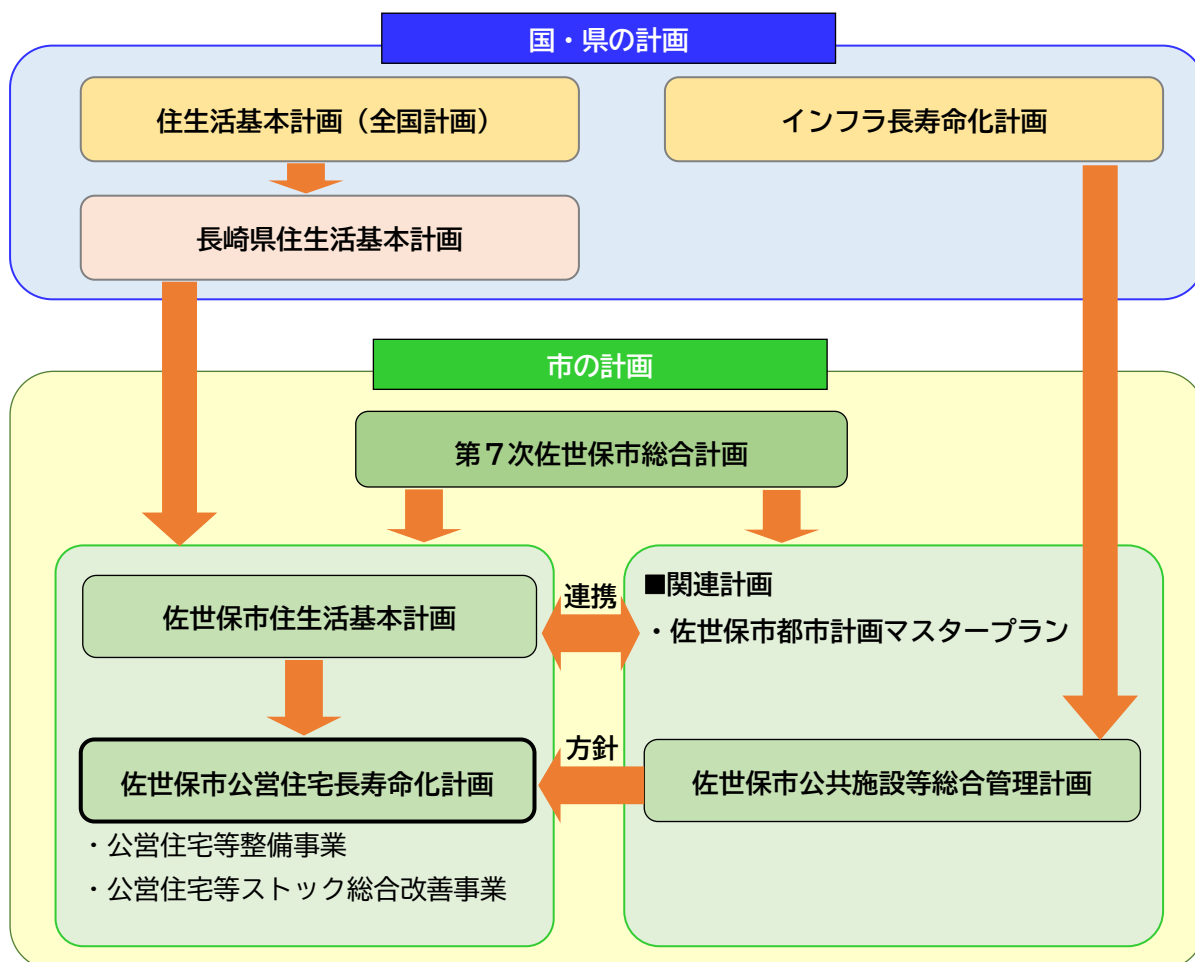 国・県の計画
住生活基本計画（全国計画）
インフラ長寿命化計画
長崎県住生活基本計画
市の計画
第７次佐世保市総合計画
佐世保市住生活基本計画
連携
■関連計画
・佐世保市都市計画マスタープラン
佐世保市公営住宅長寿命化計画
方針
佐世保市公共施設等総合管理計画
・公営住宅等整備事業
・公営住宅等ストック総合改善事業